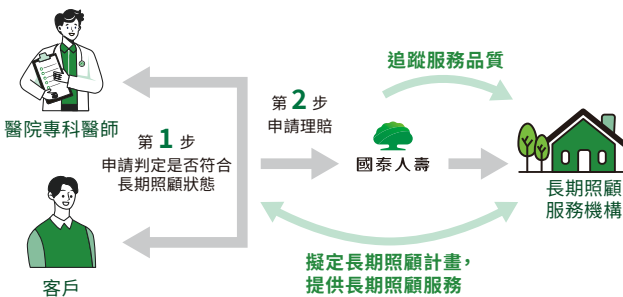 醫院專科醫師
第1步
申請判定是否符合
長期照顧狀態
客戶
第2步
申請理賠
國泰人壽
追蹤服務品質
長期照顧
服務機構
擬定長期照顧計畫，
提供長期照顧服務